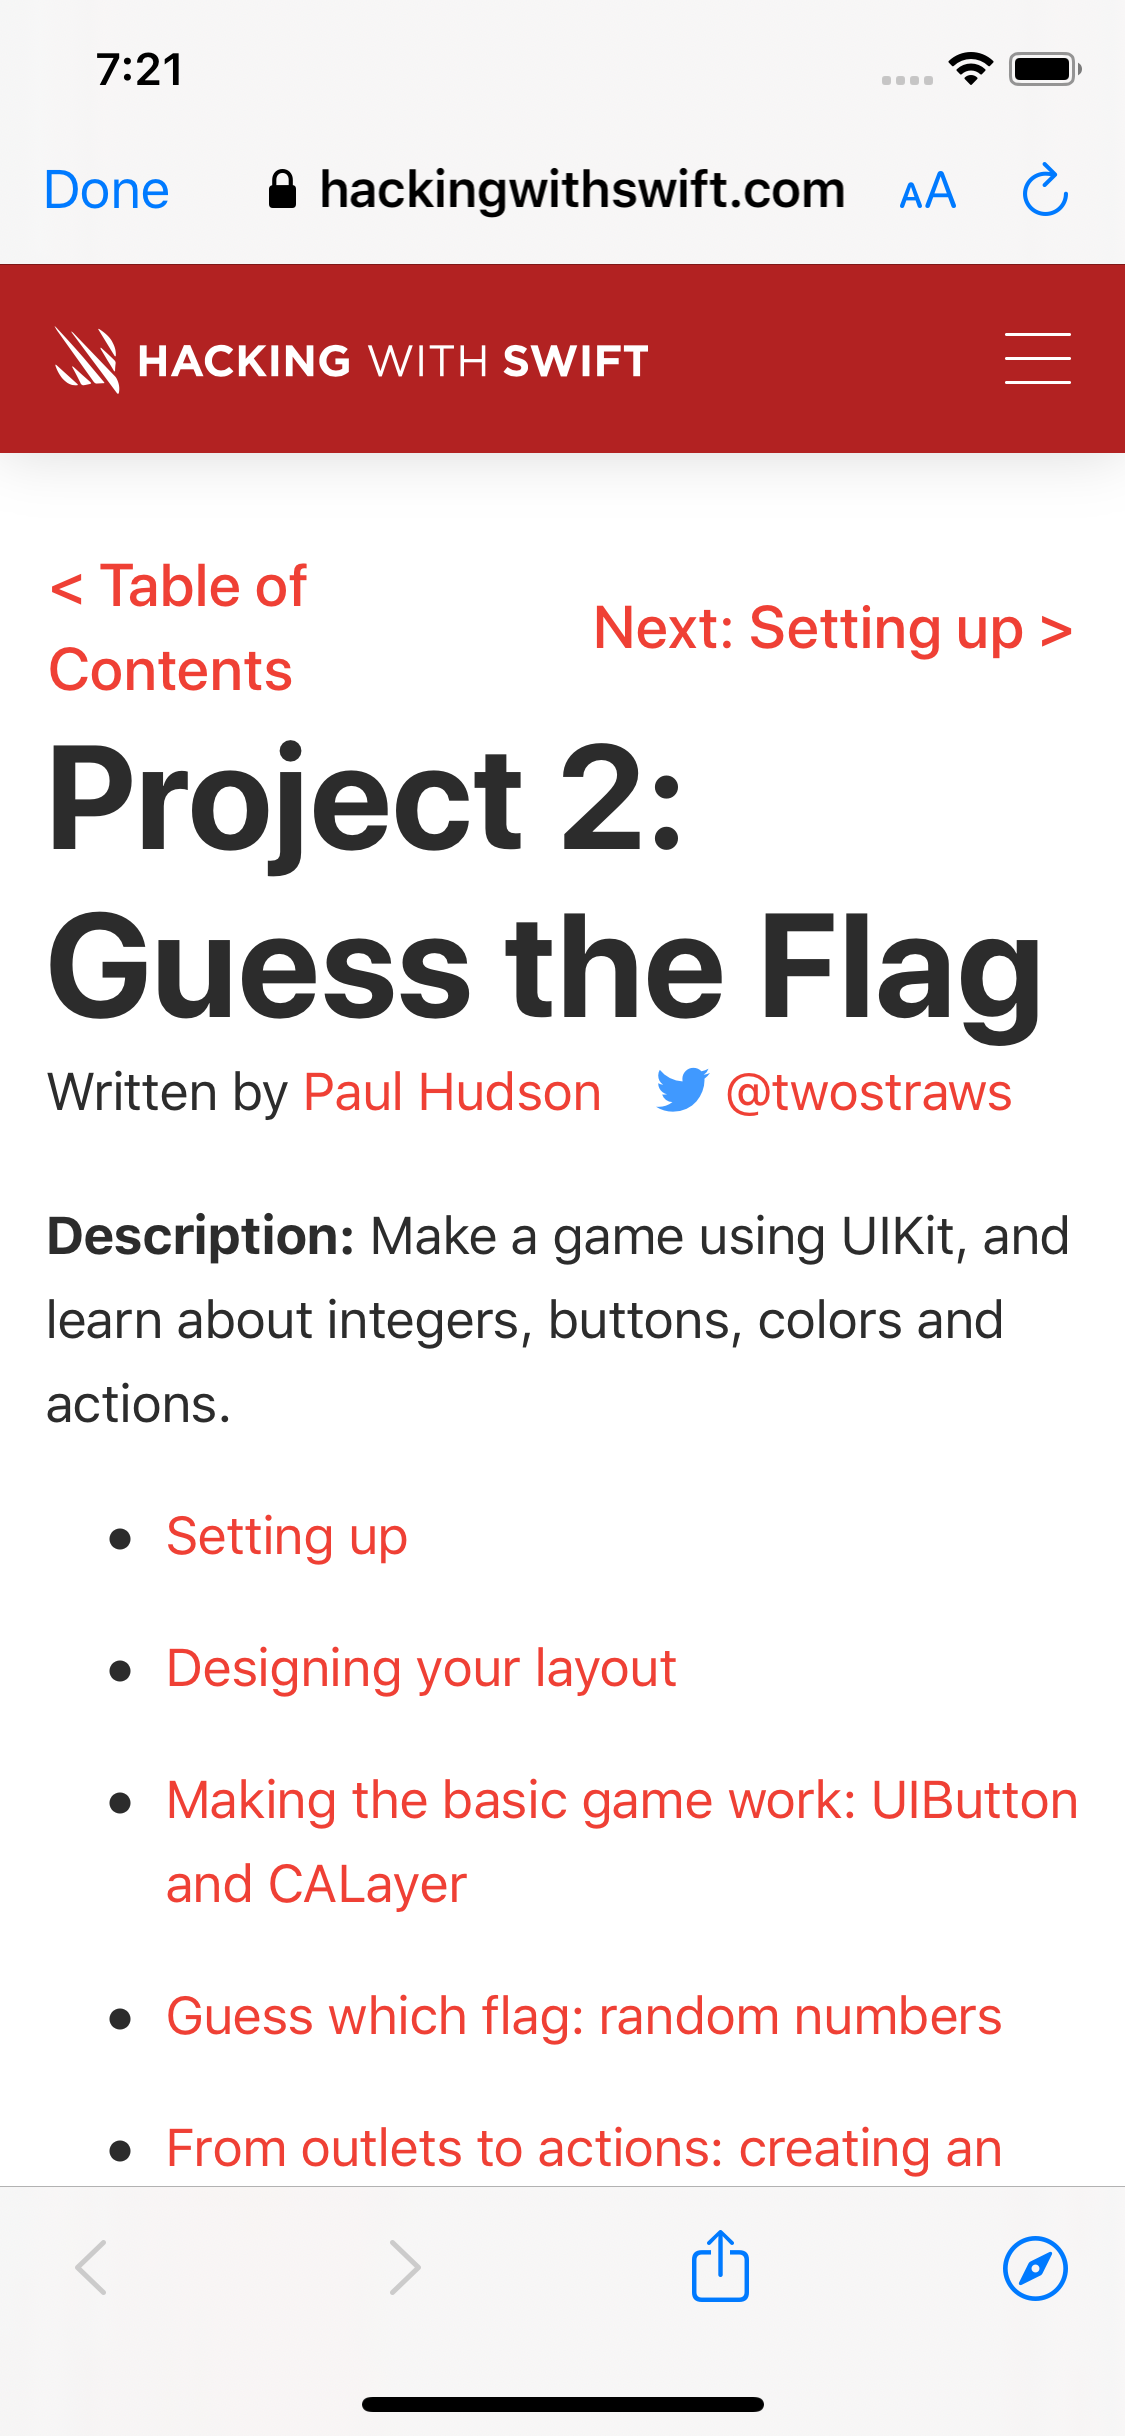 7:21
Done
hackingwithswift.com
AA
HACKING WITH SWIFT
< Table of
Contents
Next: Setting up >
Project 2:
Guess the Flag
Written by Paul Hudson
@twostraws
Description: Make a game using UIKit, and
learn about integers, buttons, colors and
actions.
Setting up
Designing your layout
Making the basic game work: UIButton
and CALayer
Guess which flag: random numbers
From outlets to actions: creating an